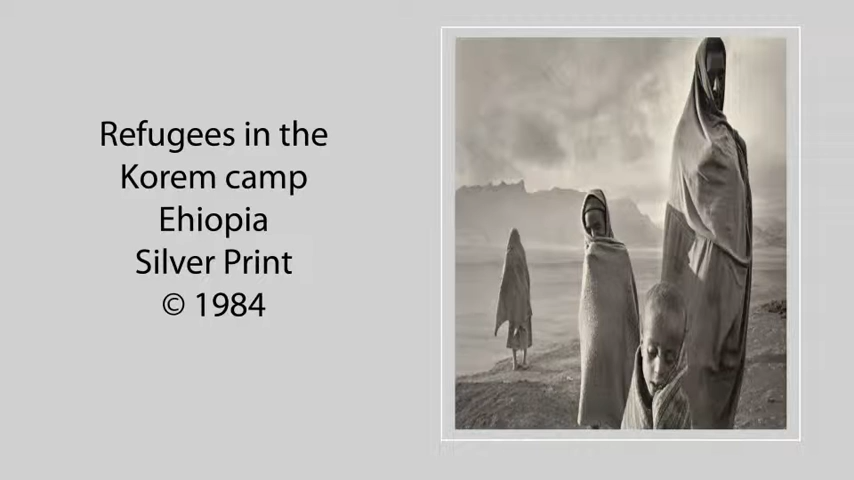 Refugees in the
Korem camp
Ehiopia
Silver Print
© 1984